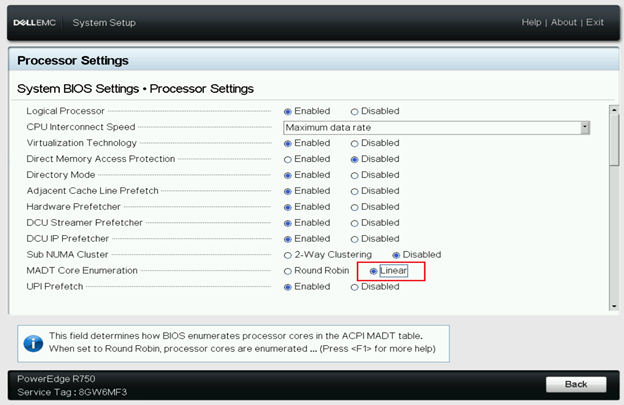 DELLEMC System Setup Help | About | Exit
Processor Settings
System BIOS Settings • Processor Settings
Logical Processor Enabled Disabled
CPU Interconnect Speed Maximum data rate
Virtualization Technology Enabled Disabled
Direct Memory Access Protection Enabled Disabled
Directory Mode Enabled Disabled
Adjacent Cache Line Prefetch Enabled Disabled
Hardware Prefetcher Enabled Disabled
DCU Streamer Prefetcher Enabled Disabled
DCU IP Prefetcher Enabled Disabled
Sub NUMA Cluster 2-Way Clustering Disabled
MADT Core Enumeration Round Robin Linear
UPI Prefetch Enabled Disabled
This field determines how BIOS enumerates processor cores in the ACPI MADT table.
When set to Round Robin, processor cores are enumerated ... (Press <F1> for more help)
PowerEdge R750
Service Tag : 8GW6MF3
Back